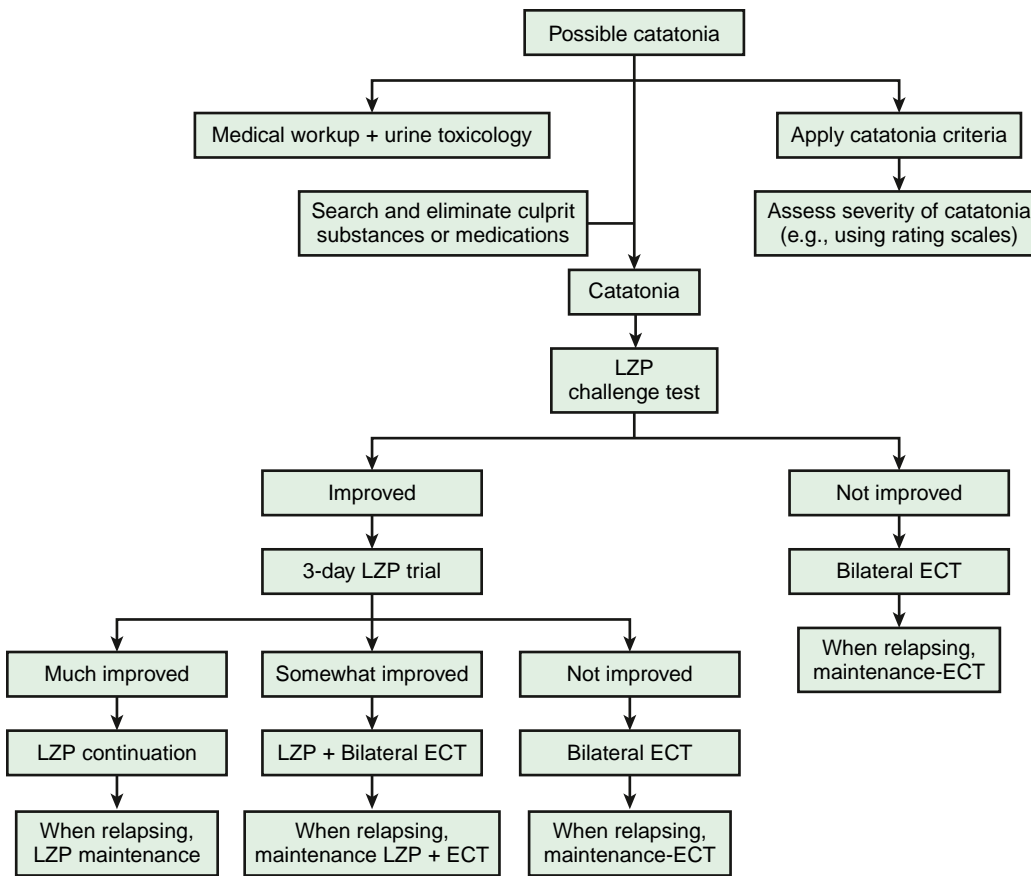 Possible catatonia
Medical workup + urine toxicology
Apply catatonia criteria
Search and eliminate culprit
substances or medications
Assess severity of catatonia
(e.g., using rating scales)
Catatonia
LZP
challenge test
Improved
Not improved
3-day LZP trial
Bilateral ECT
When relapsing,
maintenance-ECT
Much improved
Somewhat improved
Not improved
LZP continuation
LZP + Bilateral ECT
Bilateral ECT
When relapsing,
LZP maintenance
When relapsing,
maintenance LZP + ECT
When relapsing,
maintenance-ECT